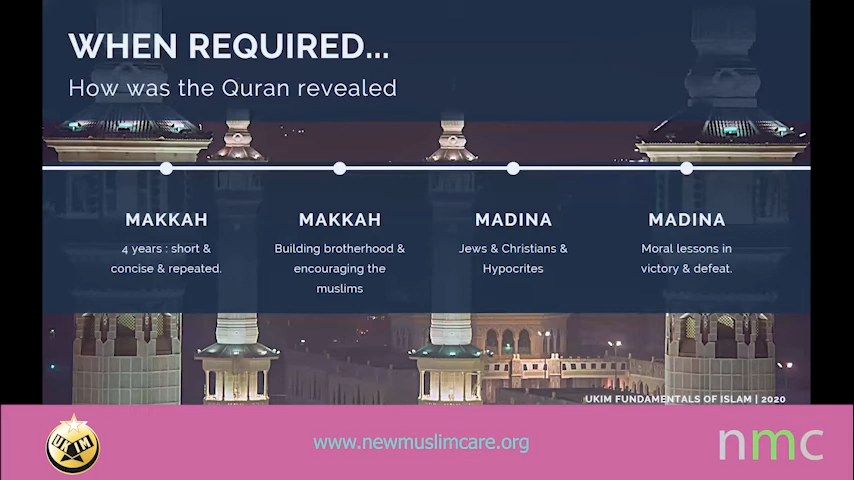 WHEN REQUIRED...
How was the Quran revealed
MAKKAH
4 years : short &
concise & repeated.
MAKKAH
Building brotherhood &
encouraging the
muslims
MADINA
Jews & Christians &
Hypocrites
MADINA
Moral lessons in
victory & defeat.
UKIM FUNDAMENTALS OF ISLAM | 2020
UKIM
www.newmuslimcare.org
nmc